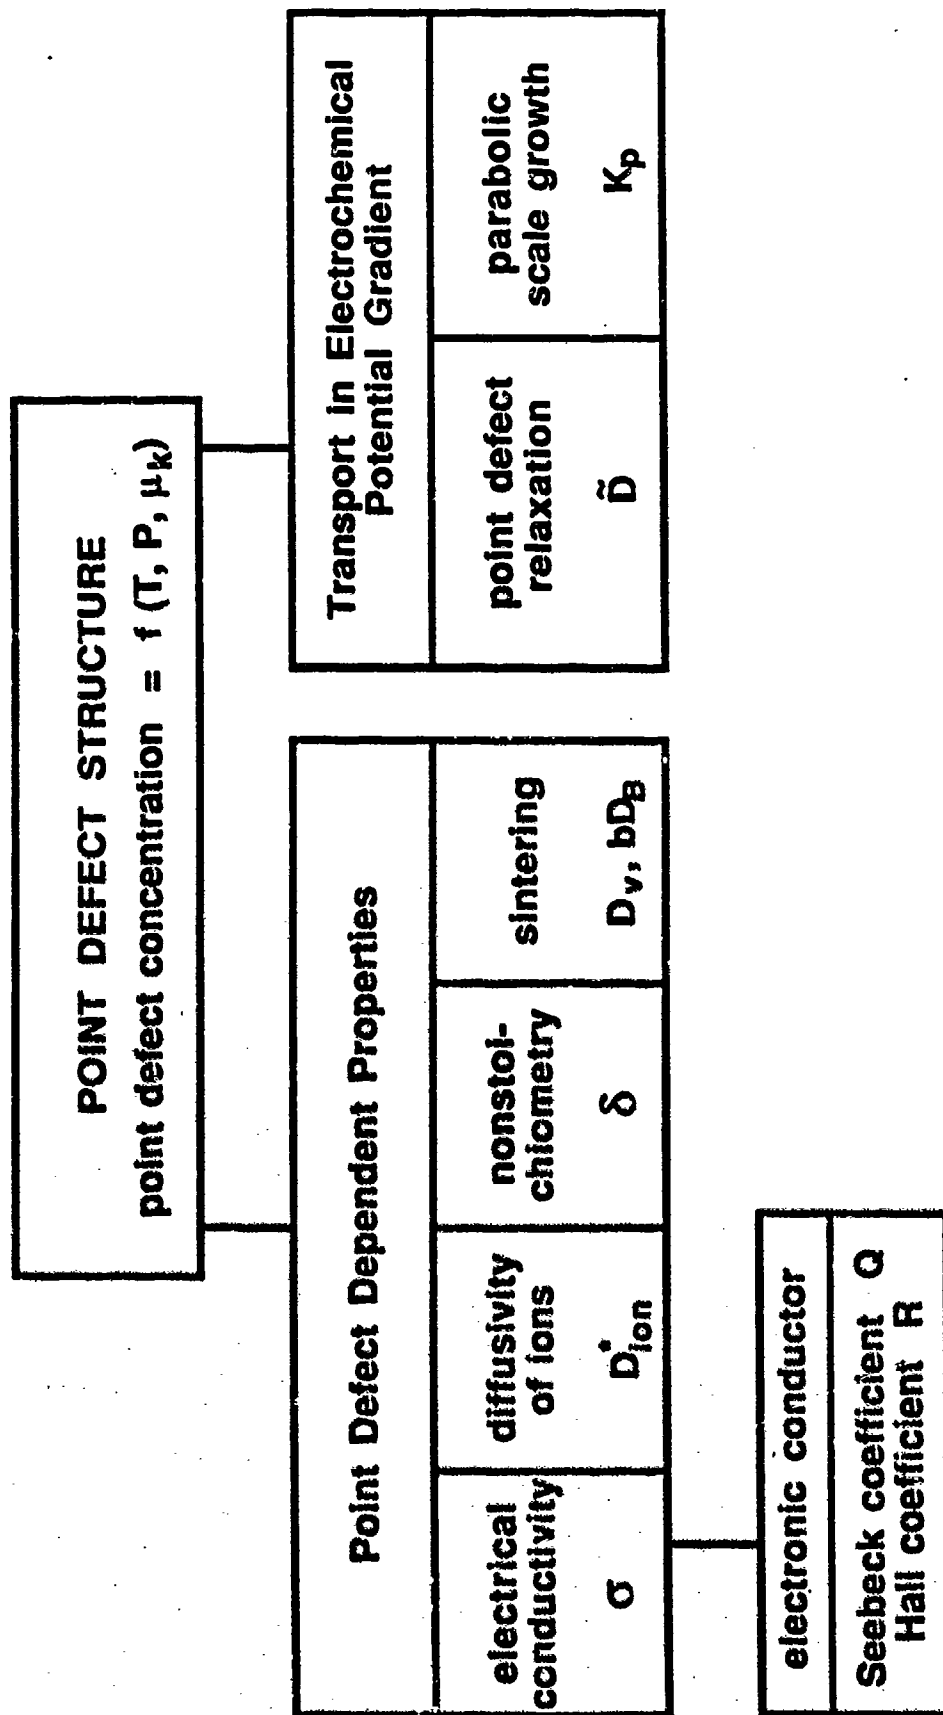 POINT DEFECT STRUCTURE
point defect concentration = f (T, P, μk)
Point Defect Dependent Properties
electrical
conductivity
σ
diffusivity
of ions
D*ion
nonstoi-
chiometry
δ
sintering
Dv, bDB
Transport in Electrochemical
Potential Gradient
point defect
relaxation
D̃
parabolic
scale growth
Kp
electronic conductor
Seebeck coefficient Q
Hall coefficient R